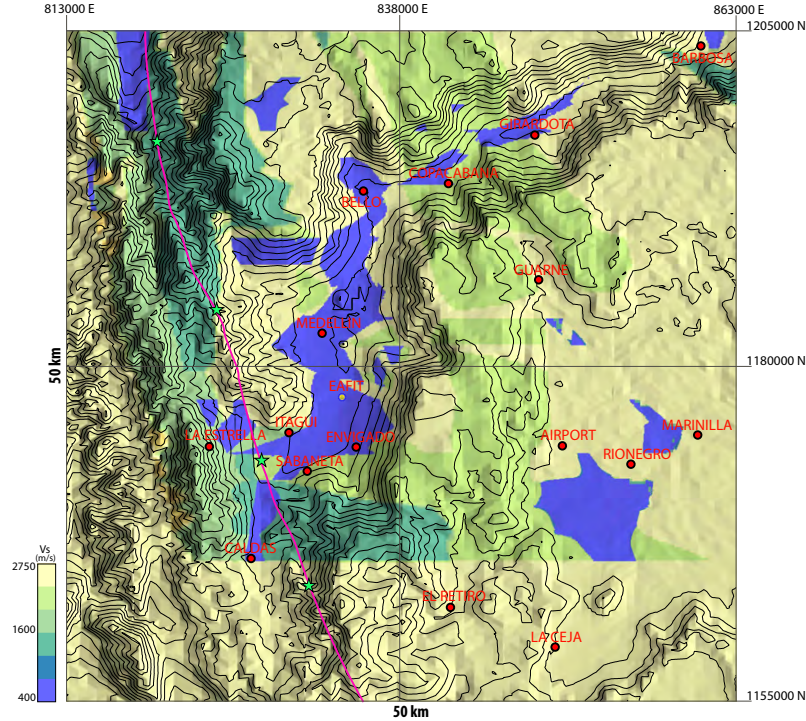 813000 E
838000 E
863000 E
1205000 N
BARBOSA
GIRARDOTA
COPACABANA
BELLO
GUARNE
MEDELLIN
1180000 N
50 km
EAFIT
ITAGUI
LA ESTRELLA
ENVIGADO
AIRPORT
MARINILLA
SABANETA
RIONEGRO
CALDAS
Vs
(m/s)
2750
1600
400
EL RETIRO
LA CEJA
1155000 N
50 km